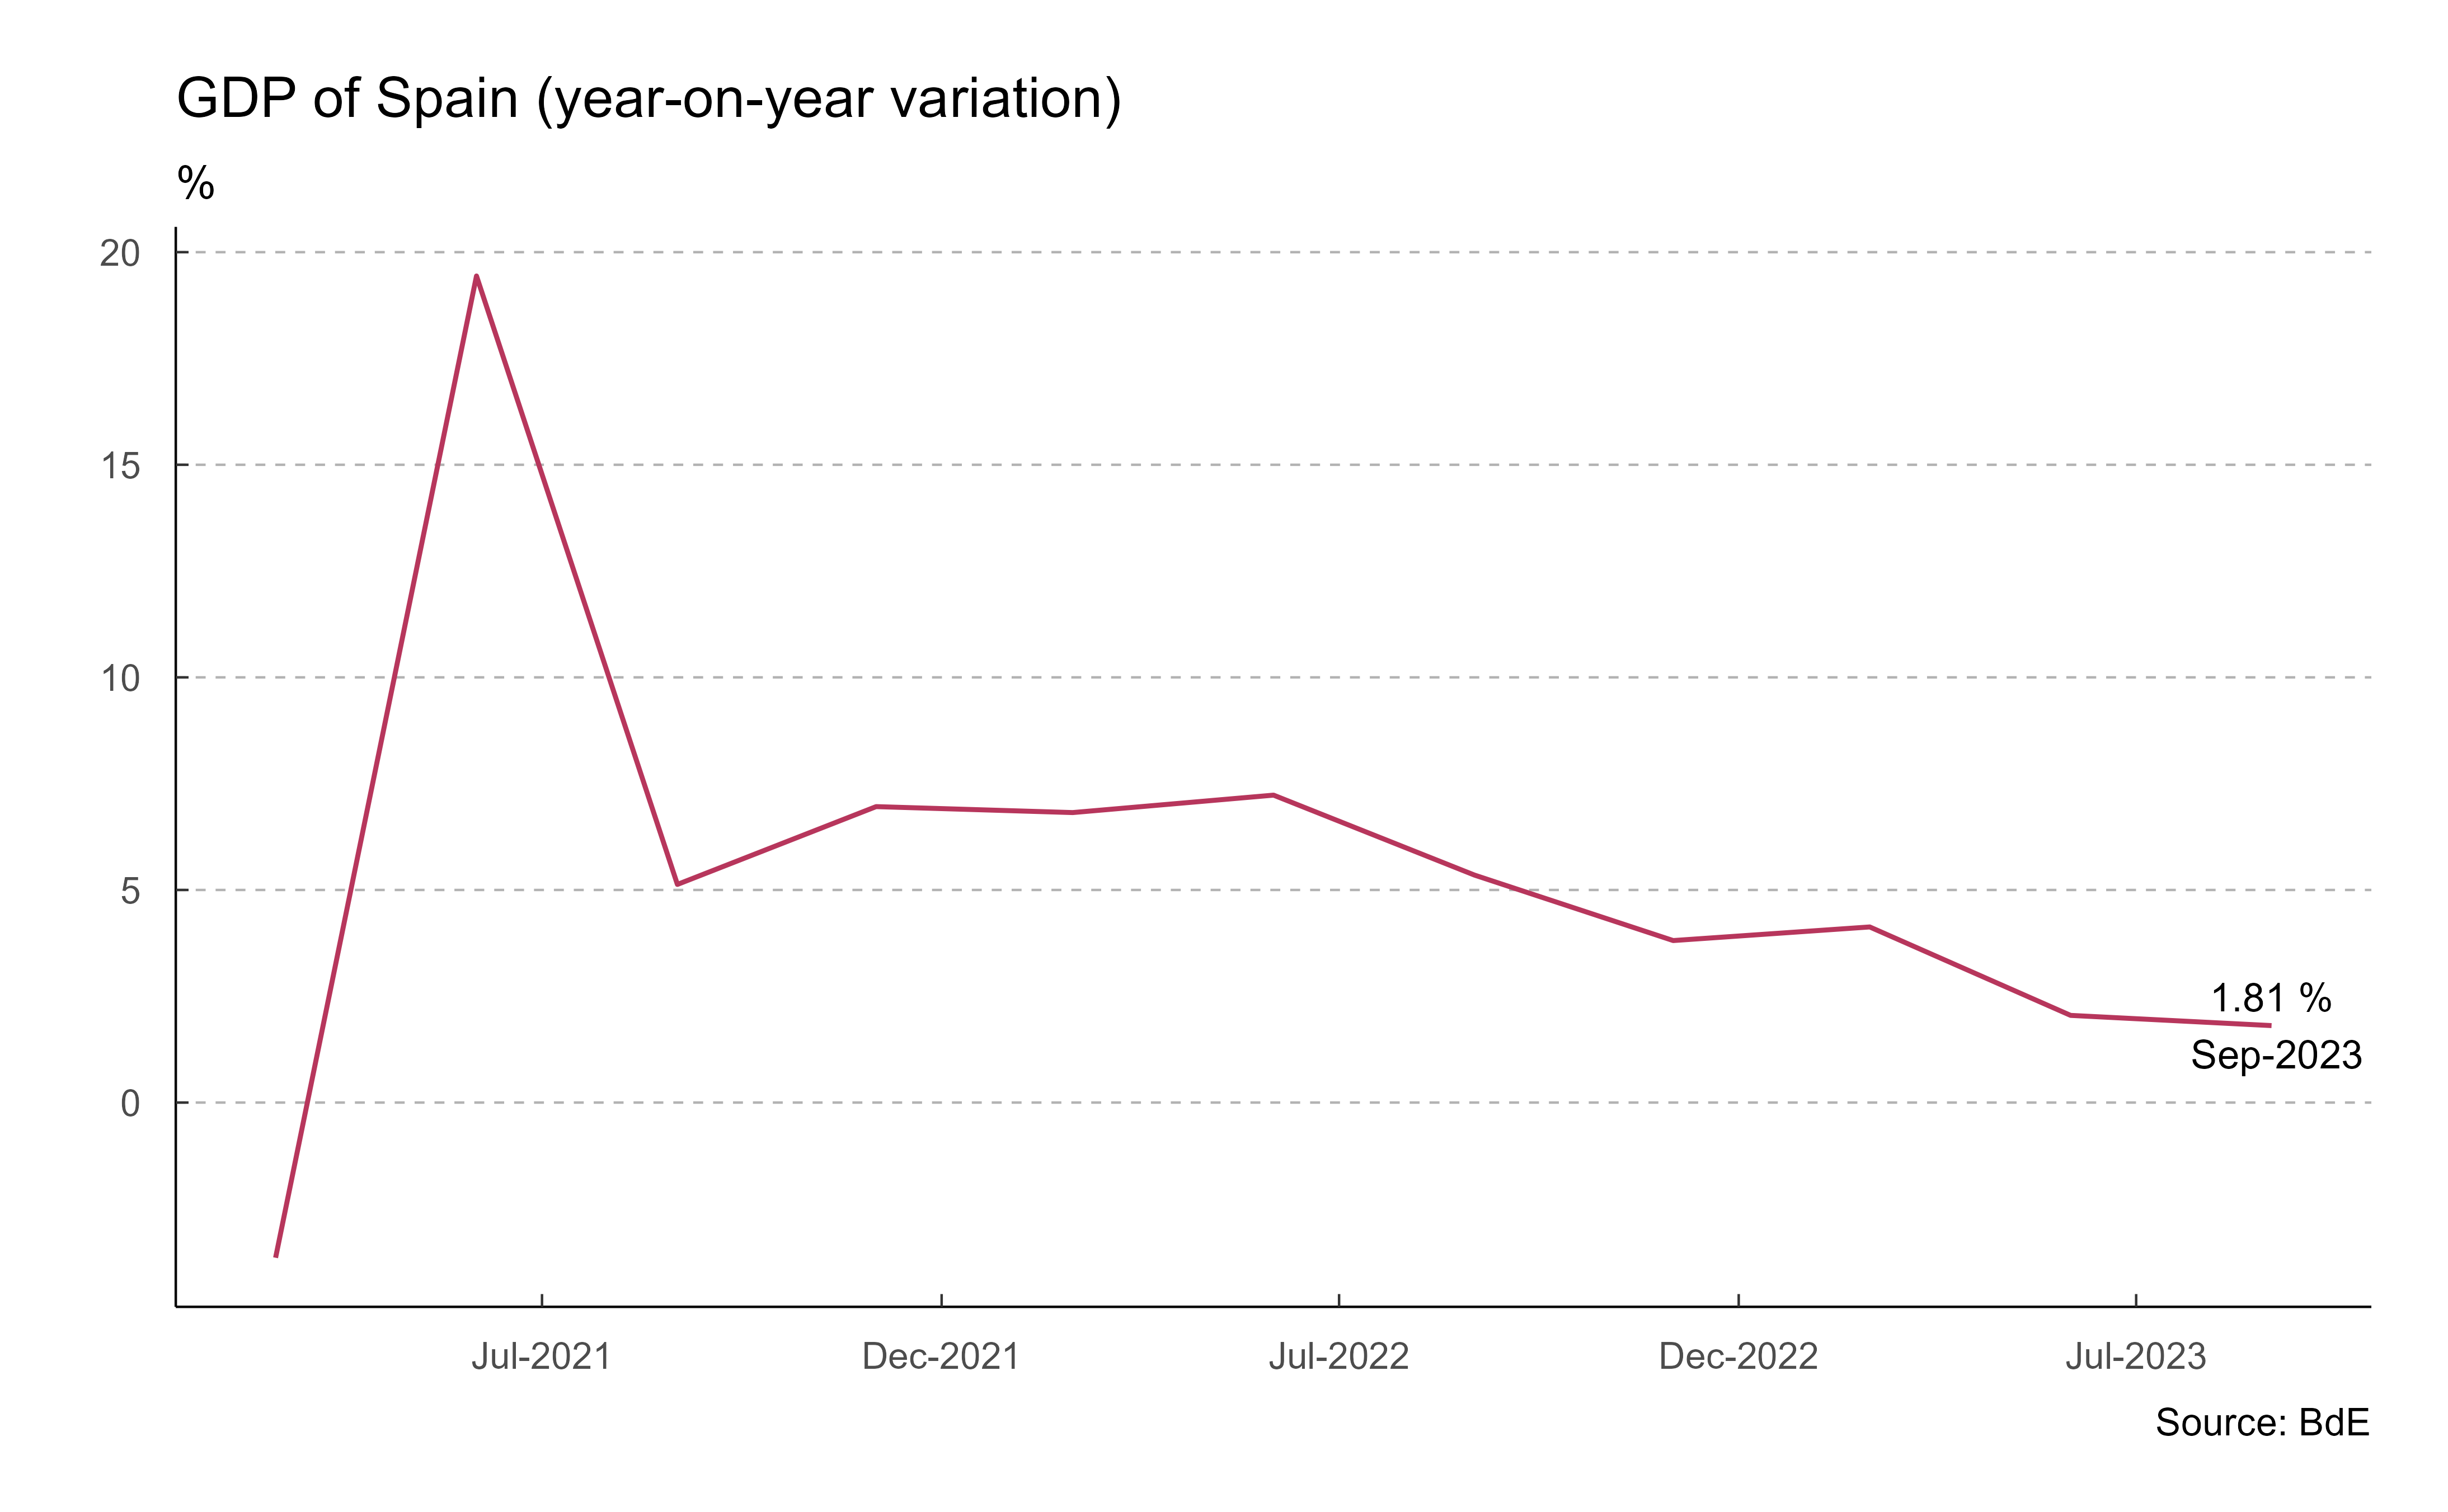 GDP of Spain (year-on-year variation)
%
20
15
10
5
0
1.81 %
Sep-2023
Jul-2021
Dec-2021
Jul-2022
Dec-2022
Jul-2023
Source: BdE